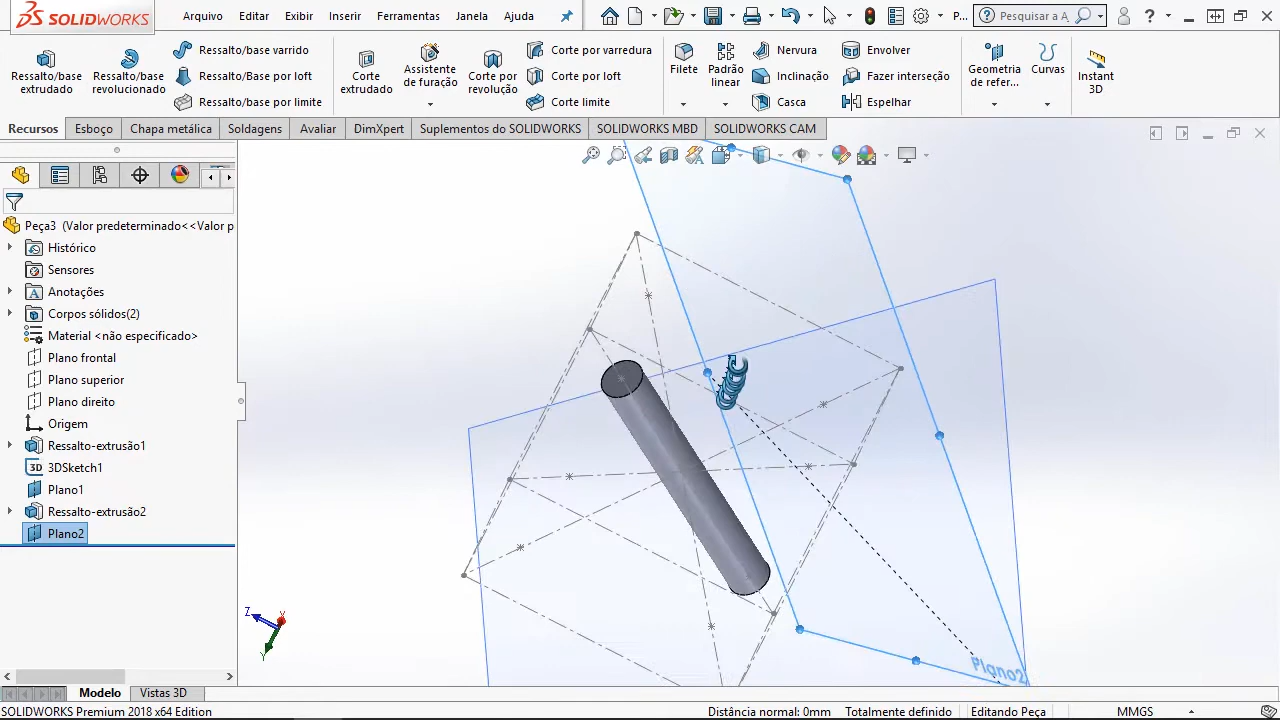 SOLIDWORKS
Arquivo
Editar
Exibir
Inserir
Ferramentas
Janela
Ajuda
P...
Pesquisar a A
?
Ressalto/base
extrudado
Ressalto/base
revolucionado
Ressalto/base varrido
Ressalto/Base por loft
Ressalto/base por limite
Corte
extrudado
Assistente
de furação
Corte por
revolução
Corte por varredura
Corte por loft
Corte limite
Filete
Padrão
linear
Nervura
Inclinação
Casca
Envolver
Fazer interseção
Espelhar
Geometria
de refer...
Curvas
Instant
3D
Recursos
Esboço
Chapa metálica
Soldagens
Avaliar
DimXpert
Suplementos do SOLIDWORKS
SOLIDWORKS MBD
SOLIDWORKS CAM
Peça3 (Valor predeterminado<<Valor p
Histórico
Sensores
A Anotações
Corpos sólidos(2)
Material <não especificado>
Plano frontal
Plano superior
Plano direito
Origem
Ressalto-extrusão1
3D 3DSketch1
Plano1
Ressalto-extrusão2
Plano2
Z
X
Y
Plano2
Modelo
Vistas 3D
SOLIDWORKS Premium 2018 x64 Edition
Distância normal: 0mm
Totalmente definido
Editando Peça
MMGS